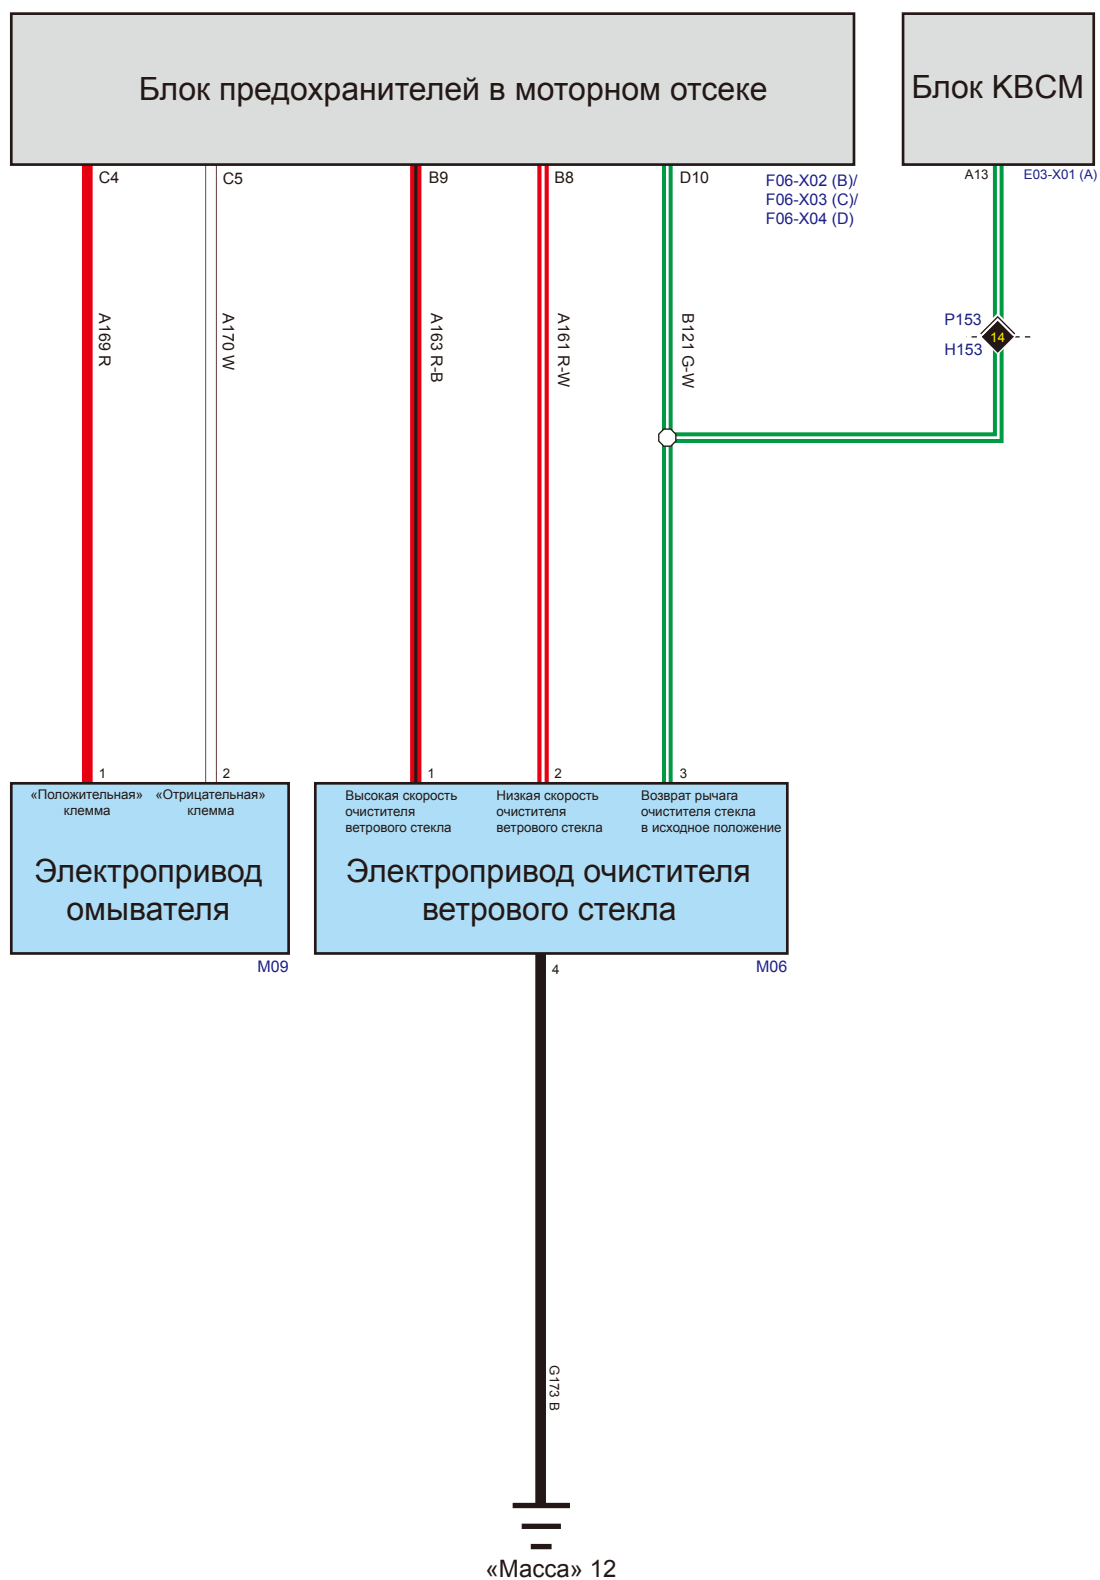 Блок предохранителей в моторном отсеке
Блок KBCM
C4
C5
B9
B8
D10
F06-X02 (B)/
F06-X03 (C)/
F06-X04 (D)
A13
E03-X01 (A)
A169 R
A170 W
A163 R-B
A161 R-W
B121 G-W
P153
14
H153
1
2
1
2
3
«Положительная»
клемма
«Отрицательная»
клемма
Высокая скорость
очистителя
ветрового стекла
Низкая скорость
очистителя
ветрового стекла
Возврат рычага
очистителя стекла
в исходное положение
Электропривод
омывателя
Электропривод очистителя
ветрового стекла
M09
4
M06
G173 B
«Масса» 12